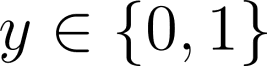 y ∈ {0, 1}